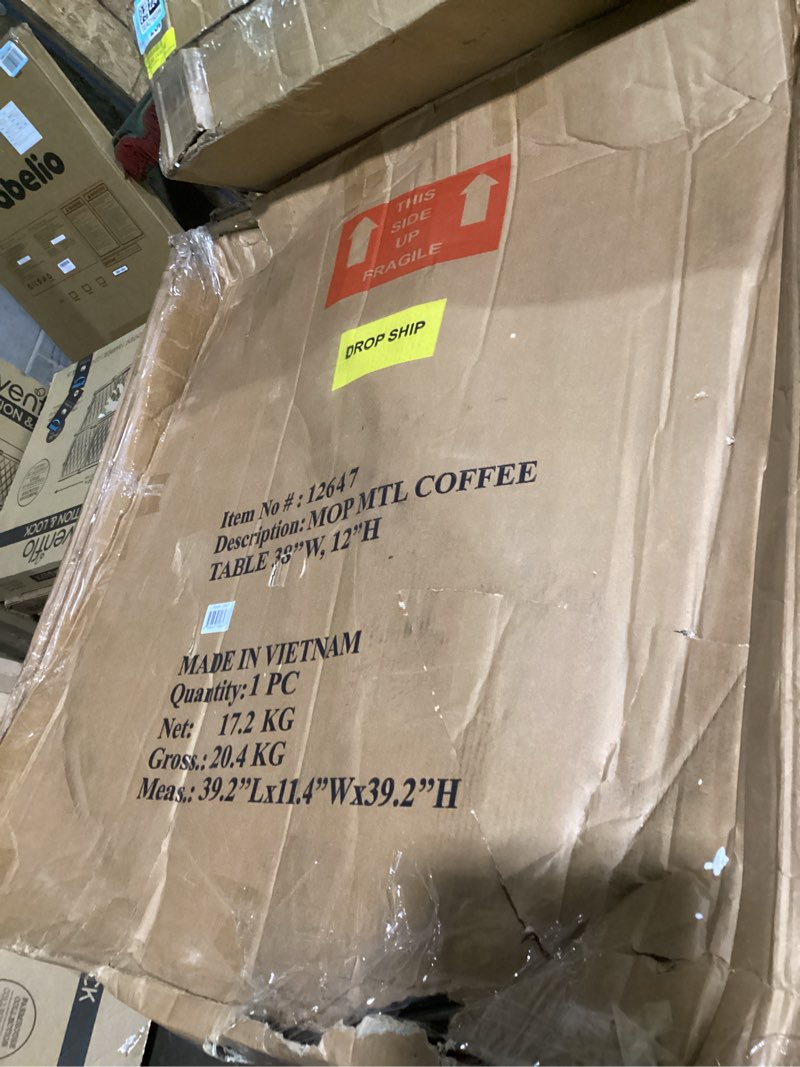 abelio
THIS
SIDE
UP
FRAGILE
DROP SHIP
Item No # : 12647
Description: MOP MTL COFFEE
TABLE 38”W, 12”H
MADE IN VIETNAM
Quantity: 1 PC
Net: 17.2 KG
Gross.: 20.4 KG
Meas.: 39.2”Lx11.4”Wx39.2”H